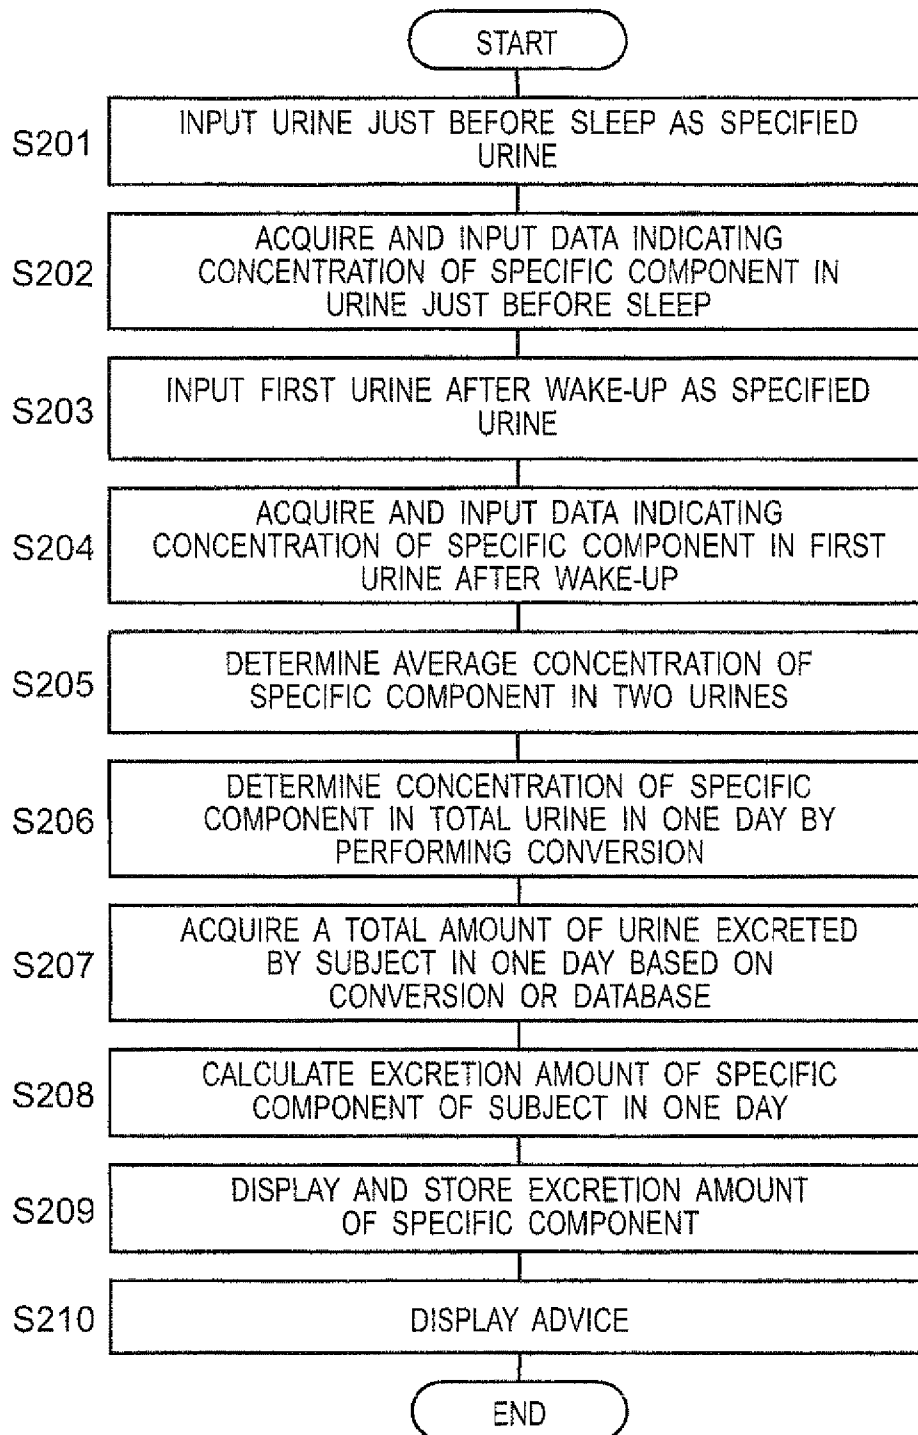 START
S201
INPUT URINE JUST BEFORE SLEEP AS SPECIFIED
URINE
S202
ACQUIRE AND INPUT DATA INDICATING
CONCENTRATION OF SPECIFIC COMPONENT IN
URINE JUST BEFORE SLEEP
S203
INPUT FIRST URINE AFTER WAKE-UP AS SPECIFIED
URINE
S204
ACQUIRE AND INPUT DATA INDICATING
CONCENTRATION OF SPECIFIC COMPONENT IN FIRST
URINE AFTER WAKE-UP
S205
DETERMINE AVERAGE CONCENTRATION OF
SPECIFIC COMPONENT IN TWO URINES
S206
DETERMINE CONCENTRATION OF SPECIFIC
COMPONENT IN TOTAL URINE IN ONE DAY BY
PERFORMING CONVERSION
S207
ACQUIRE A TOTAL AMOUNT OF URINE EXCRETED
BY SUBJECT IN ONE DAY BASED ON
CONVERSION OR DATABASE
S208
CALCULATE EXCRETION AMOUNT OF SPECIFIC
COMPONENT OF SUBJECT IN ONE DAY
S209
DISPLAY AND STORE EXCRETION AMOUNT
OF SPECIFIC COMPONENT
S210
DISPLAY ADVICE
END